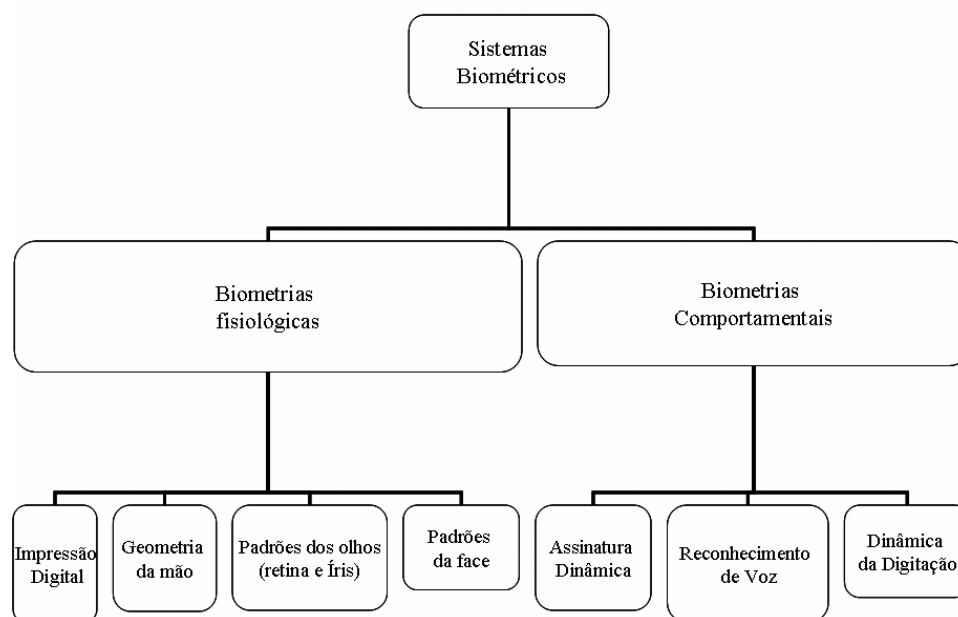 Sistemas
Biométricos
Biometrias
fisiológicas
Biometrias
Comportamentais
Impressão
Digital
Geometria
da mão
Padrões dos olhos
(retina e Íris)
Padrões
da face
Assinatura
Dinâmica
Reconhecimento
de Voz
Dinâmica
da Digitação